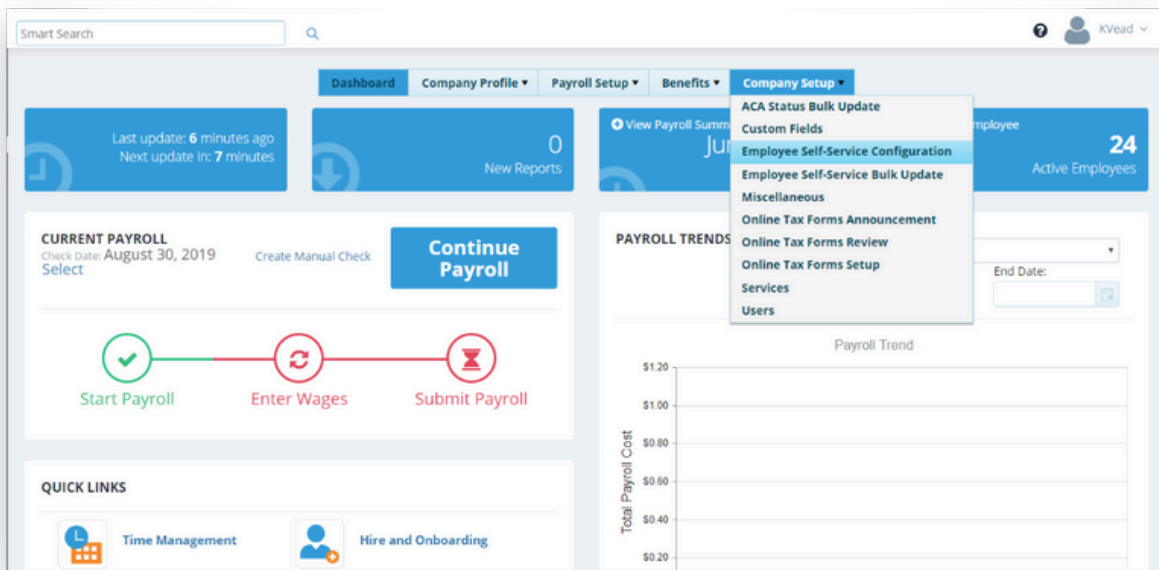 Smart Search
KVead
Dashboard
Company Profile
Payroll Setup
Benefits
Company Setup
ACA Status Bulk Update
Custom Fields
Employee Self-Service Configuration
Employee Self-Service Bulk Update
Miscellaneous
Online Tax Forms Announcement
Online Tax Forms Review
Online Tax Forms Setup
Services
Users
Last update: 6 minutes ago
Next update in: 7 minutes
0
New Reports
View Payroll
24
Active Employees
CURRENT PAYROLL
Check Date: August 30, 2019
Select
Create Manual Check
Continue
Payroll
Start Payroll
Enter Wages
Submit Payroll
QUICK LINKS
Time Management
Hire and Onboarding
PAYROLL TRENDS
End Date:
Payroll Trend
Total Payroll Cost
$1.20
$1.00
$0.80
$0.60
$0.40
$0.20